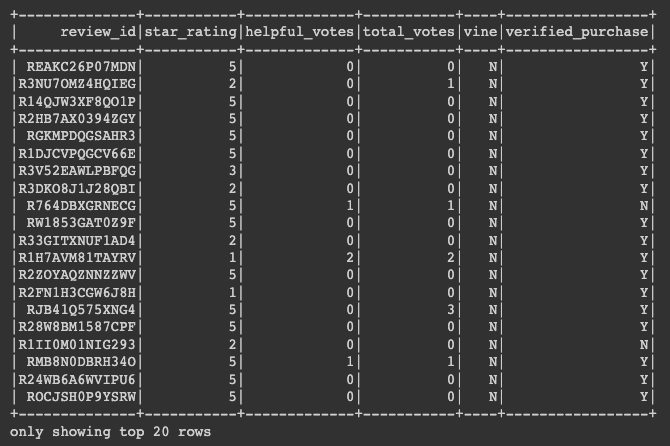 +--------------+-----------+-------------+-----------+----+-----------------+
|     review_id|star_rating|helpful_votes|total_votes|vine|verified_purchase|
+--------------+-----------+-------------+-----------+----+-----------------+
| REAKC26P07MDN|          5|            0|          0|   N|                Y|
|R3NU7OMZ4HQIEG|          2|            0|          1|   N|                Y|
|R14QJW3XF8QO1P|          5|            0|          0|   N|                Y|
|R2HB7AX0394ZGY|          5|            0|          0|   N|                Y|
| RGKMPDQGSAHR3|          5|            0|          0|   N|                Y|
|R1DJCVPQGCV66E|          5|            0|          0|   N|                Y|
|R3V52EAWLPBFQG|          3|            0|          0|   N|                Y|
|R3DKO8J1J28QBI|          2|            0|          0|   N|                Y|
| R764DBXGRNECG|          5|            1|          1|   N|                N|
| RW1853GAT0Z9F|          5|            0|          0|   N|                Y|
|R33GITXNUF1AD4|          2|            0|          0|   N|                Y|
|R1H7AVM81TAYRV|          1|            2|          2|   N|                Y|
|R2ZOYAQZNNZZWV|          5|            0|          0|   N|                Y|
|R2FN1H3CGW6J8H|          1|            0|          0|   N|                Y|
| RJB41Q575XNG4|          5|            0|          3|   N|                Y|
|R28W8BM1587CPF|          5|            0|          0|   N|                Y|
|R1II0M01NIG293|          2|            0|          0|   N|                N|
| RMB8N0DBRH34O|          5|            1|          1|   N|                Y|
|R24WB6A6WVIPU6|          5|            0|          0|   N|                Y|
| ROCJSH0P9YSRW|          5|            0|          0|   N|                Y|
+--------------+-----------+-------------+-----------+----+-----------------+
only showing top 20 rows